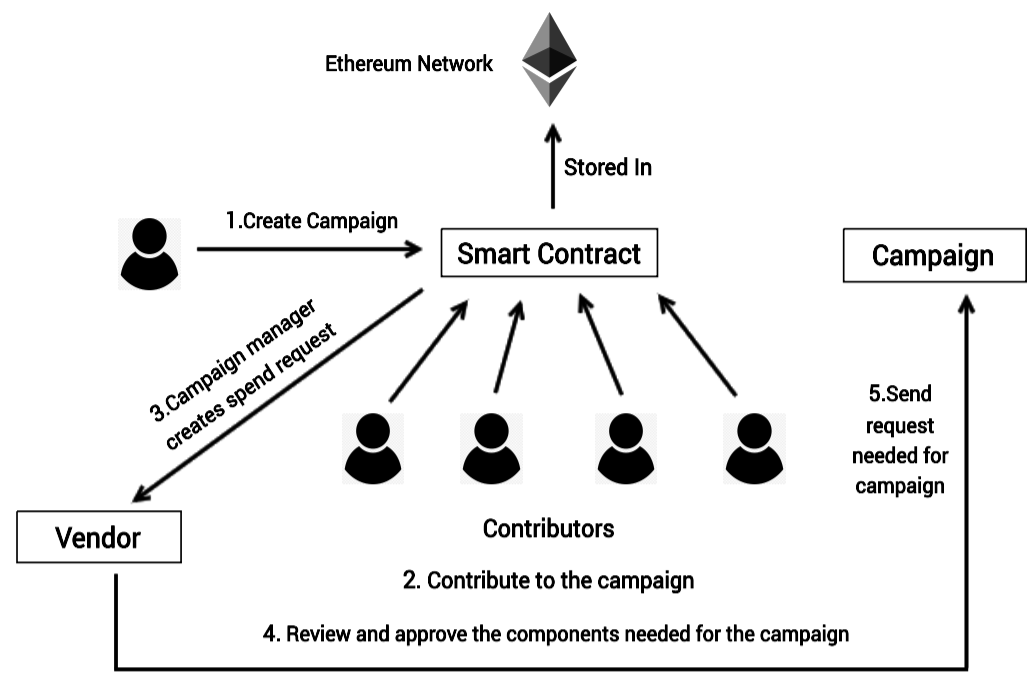 Ethereum Network
Stored In
1.Create Campaign
Smart Contract
Campaign
3.Campaign manager
creates spend request
5.Send
request
needed for
campaign
Vendor
Contributors
2. Contribute to the campaign
4. Review and approve the components needed for the campaign